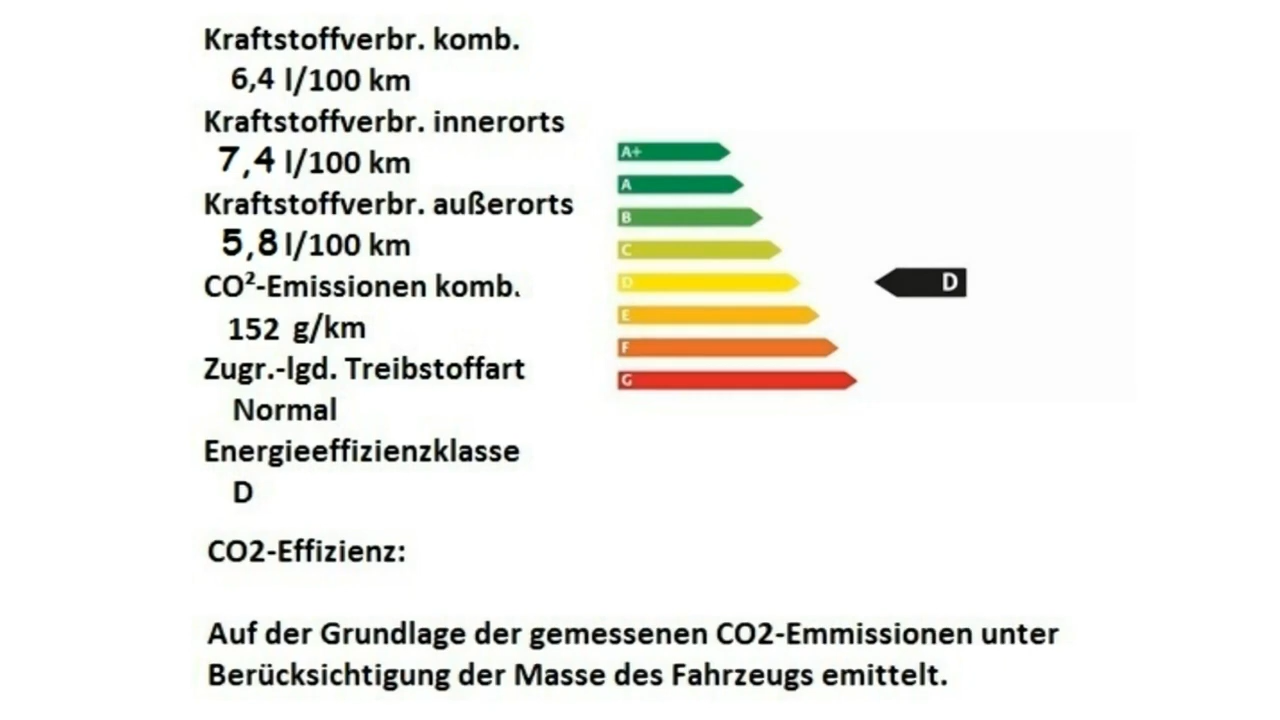 Kraftstoffverbr. komb.
6,4 l/100 km
Kraftstoffverbr. innerorts
7,4 l/100 km
Kraftstoffverbr. außerorts
5,8 l/100 km
CO²-Emissionen komb.
152 g/km
Zugr.-lgd. Treibstoffart
Normal
Energieeffizienzklasse
D
A+
A
B
C
D
D
E
F
G
CO2-Effizienz:
Auf der Grundlage der gemessenen CO2-Emmissionen unter
Berücksichtigung der Masse des Fahrzeugs emittelt.